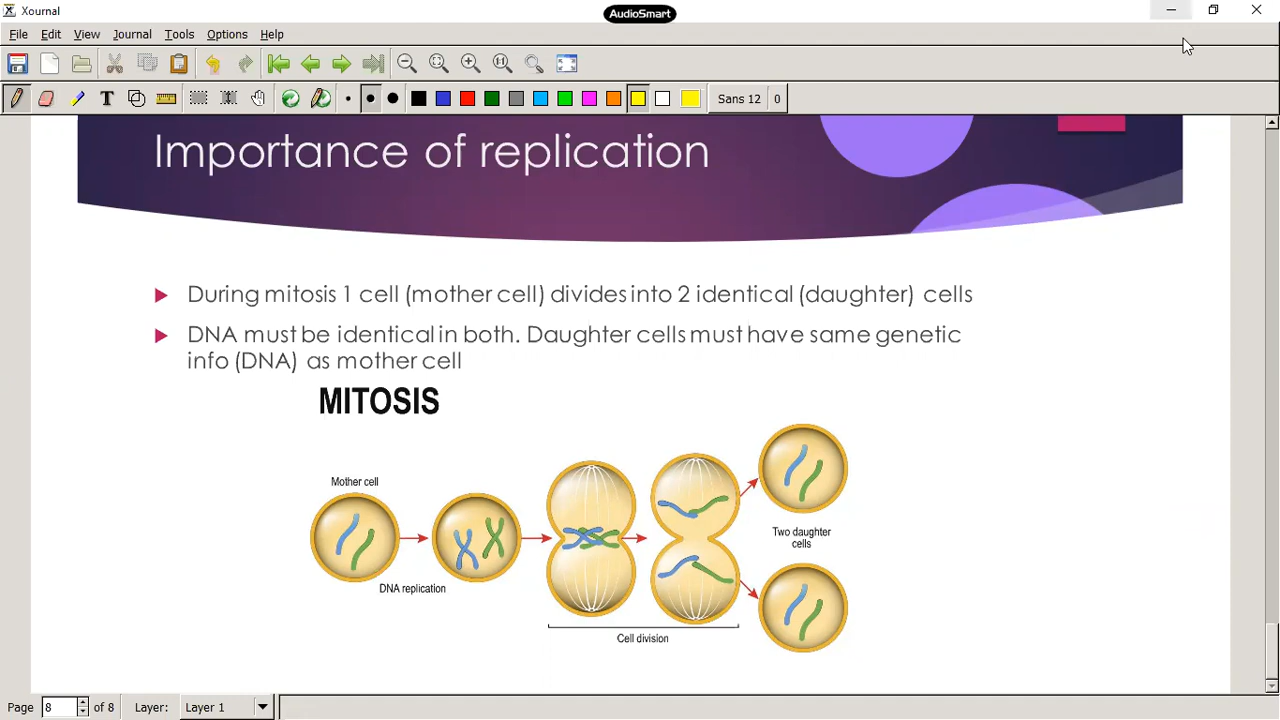 Xournal
AudioSmart
File Edit View Journal Tools Options Help
Sans 12 0
Importance of replication
During mitosis 1 cell (mother cell) divides into 2 identical (daughter) cells
DNA must be identical in both. Daughter cells must have same genetic
info (DNA) as mother cell
MITOSIS
Mother cell
DNA replication
Cell division
Two daughter
cells
Page 8 of 8 Layer: Layer 1